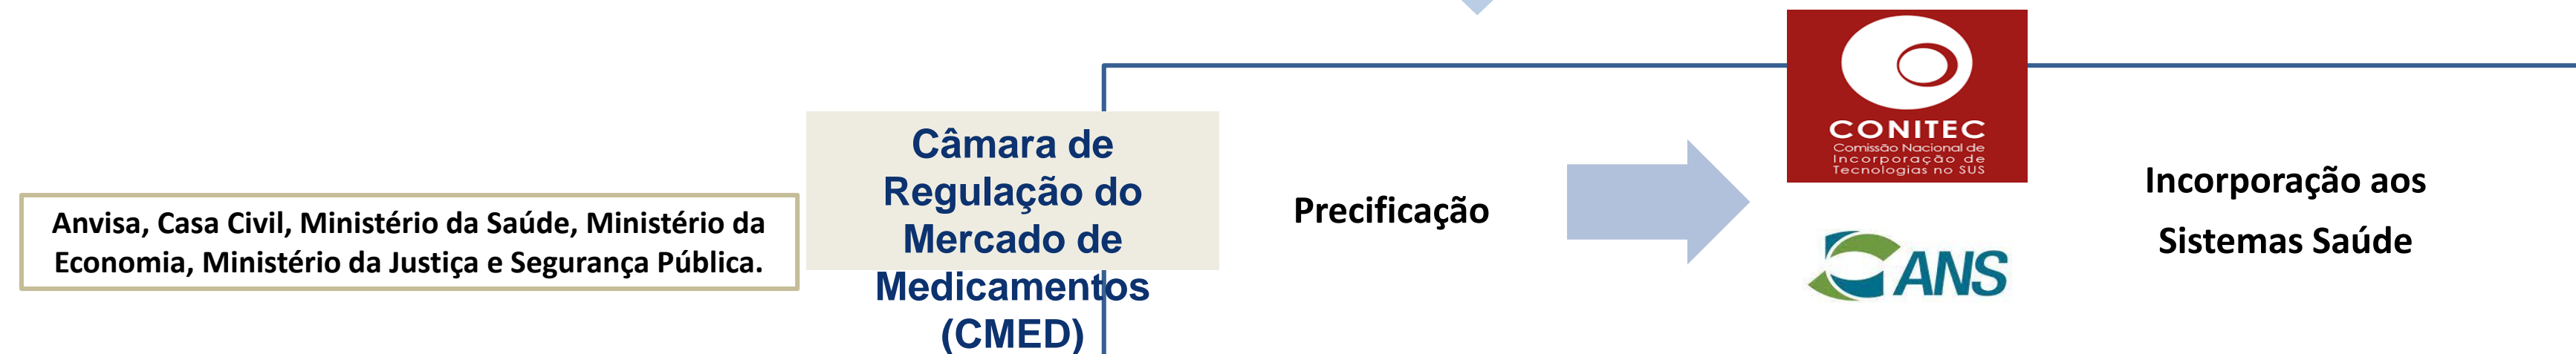 Anvisa, Casa Civil, Ministério da Saúde, Ministério da
Economia, Ministério da Justiça e Segurança Pública.
Câmara de
Regulação do
Mercado de
Medicamentos
(CMED)
Precificação
CONITEC
Comissão Nacional de
Incorporação de
Tecnologias no SUS
ANS
Incorporação aos
Sistemas Saúde